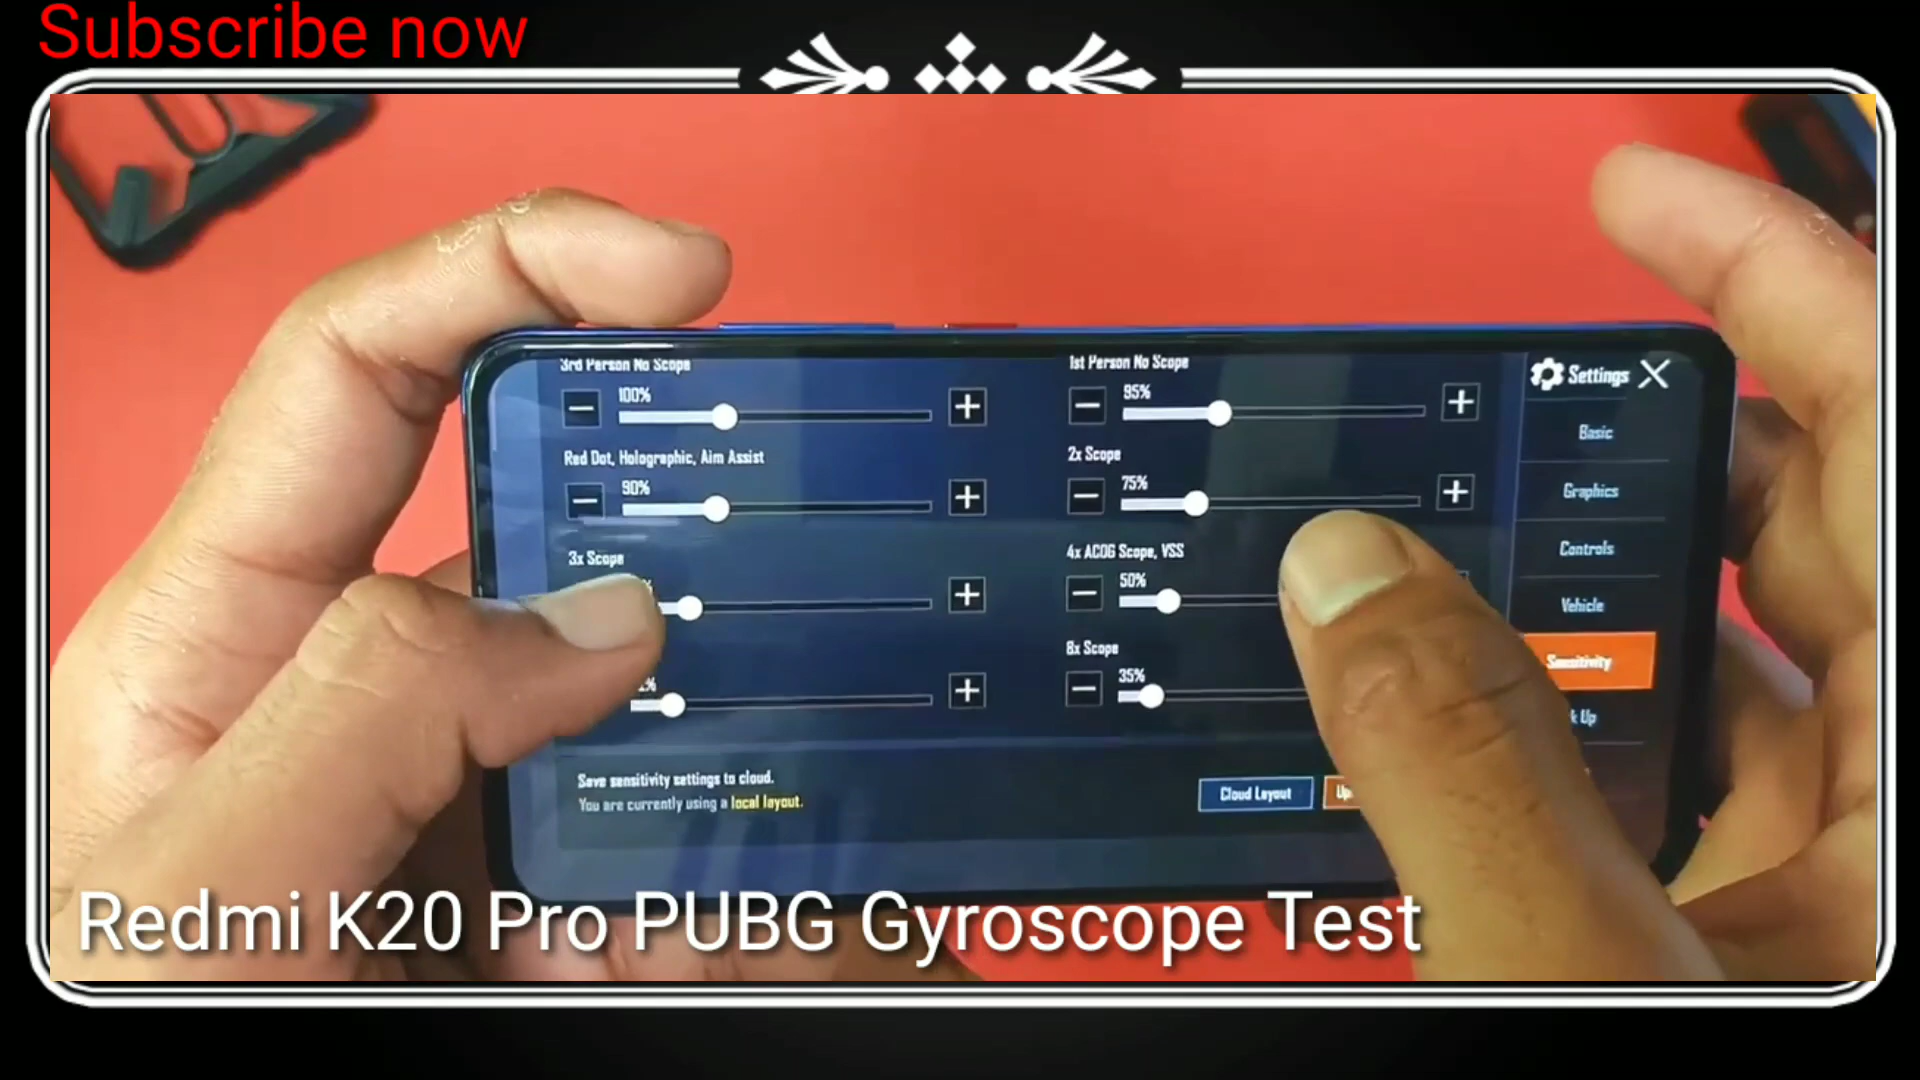 Subscribe now
3rd Person No Scope
100%
1st Person No Scope
95%
Settings
Basic
Red Dot, Holographic, Aim Assist
90%
2x Scope
75%
Graphics
3x Scope
4x ACOG Scope, VSS
50%
Controls
Vehicle
8x Scope
35%
Sensitivity
Up
Save sensitivity settings to cloud.
You are currently using a local layout.
Cloud Layout
Redmi K20 Pro PUBG Gyroscope Test